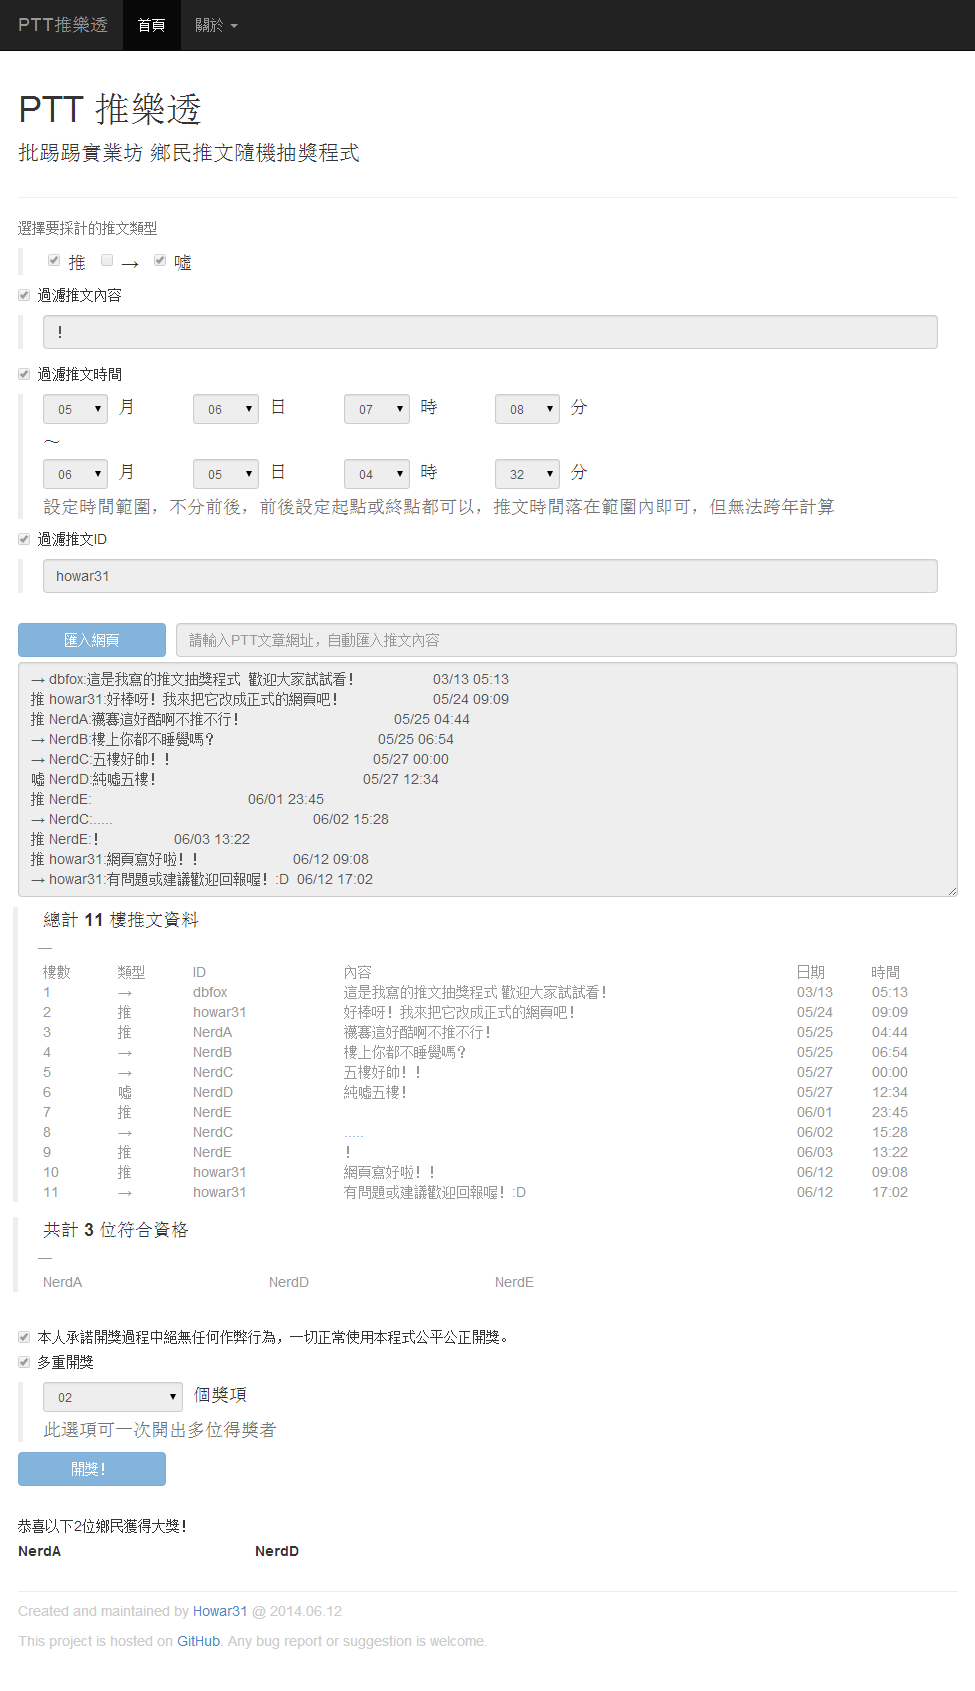 PTT推樂透 首頁 關於
PTT 推樂透
批踢踢實業坊 鄉民推文隨機抽獎程式
選擇要採計的推文類型
推 → 噓
過濾推文內容
！
過濾推文時間
05 月 06 日 07 時 08 分
～
06 月 05 日 04 時 32 分
設定時間範圍，不分前後，前後設定起點或終點都可以，推文時間落在範圍內即可，但無法跨年計算
過濾推文ID
howar31
匯入網頁 請輸入PTT文章網址，自動匯入推文內容
→ dbfox:這是我寫的推文抽獎程式 歡迎大家試試看！ 03/13 05:13
推 howar31:好棒呀！我來把它改成正式的網頁吧！ 05/24 09:09
推 NerdA:襪賽這好酷啊不推不行！ 05/25 04:44
→ NerdB:樓上你都不睡覺嗎？ 05/25 06:54
→ NerdC:五樓好帥！！ 05/27 00:00
噓 NerdD:純噓五樓！ 05/27 12:34
推 NerdE: 06/01 23:45
→ NerdC:..... 06/02 15:28
推 NerdE:！ 06/03 13:22
推 howar31:網頁寫好啦！！ 06/12 09:08
→ howar31:有問題或建議歡迎回報喔！:D 06/12 17:02
總計 11 樓推文資料
—
樓數 類型 ID 內容 日期 時間
1 → dbfox 這是我寫的推文抽獎程式 歡迎大家試試看！ 03/13 05:13
2 推 howar31 好棒呀！我來把它改成正式的網頁吧！ 05/24 09:09
3 推 NerdA 襪賽這好酷啊不推不行！ 05/25 04:44
4 → NerdB 樓上你都不睡覺嗎？ 05/25 06:54
5 → NerdC 五樓好帥！！ 05/27 00:00
6 噓 NerdD 純噓五樓！ 05/27 12:34
7 推 NerdE 06/01 23:45
8 → NerdC ..... 06/02 15:28
9 推 NerdE ！ 06/03 13:22
10 推 howar31 網頁寫好啦！！ 06/12 09:08
11 → howar31 有問題或建議歡迎回報喔！:D 06/12 17:02
共計 3 位符合資格
—
NerdA NerdD NerdE
本人承諾開獎過程中絕無任何作弊行為，一切正常使用本程式公平公正開獎。
多重開獎
02 個獎項
此選項可一次開出多位得獎者
開獎！
恭喜以下2位鄉民獲得大獎！
NerdA NerdD
Created and maintained by Howar31 @ 2014.06.12
This project is hosted on GitHub. Any bug report or suggestion is welcome.